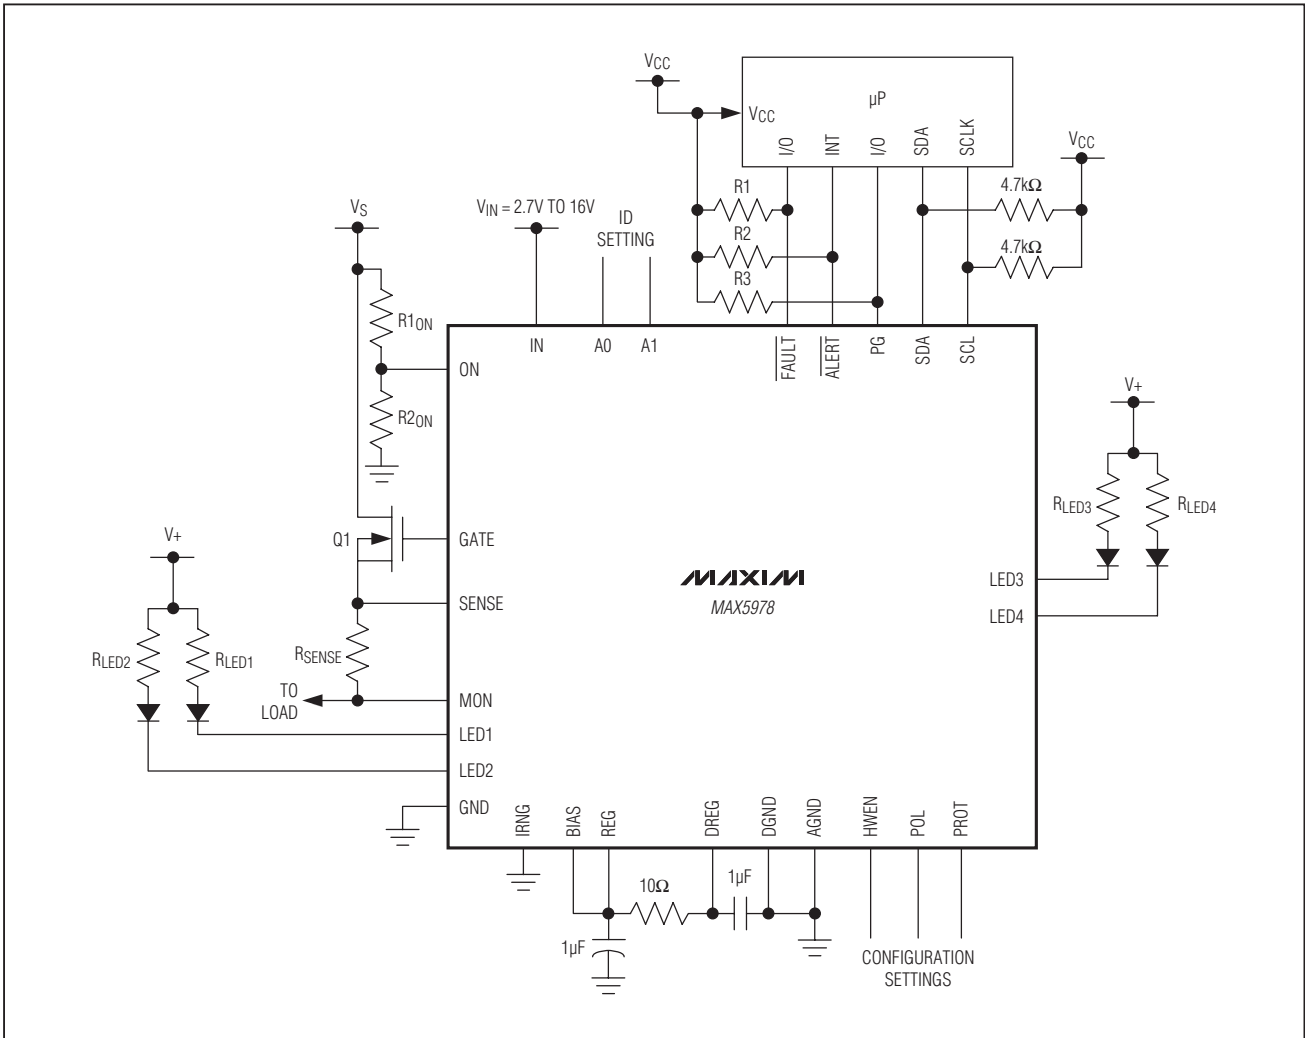 VCC
µP
VCC
I/O
INT
I/O
SDA
SCLK
VCC
R1
R2
R3
4.7kΩ
4.7kΩ
VS
VIN = 2.7V TO 16V
ID
SETTING
R1ON
R2ON
IN
A0
A1
FAULT
ALERT
PG
SDA
SCL
ON
V+
RLED3
RLED4
V+
Q1
GATE
MAXIM
MAX5978
LED3
SENSE
LED4
RLED2
RLED1
RSENSE
TO
LOAD
MON
LED1
LED2
GND
IRNG
BIAS
REG
DREG
DGND
AGND
HWEN
POL
PROT
10Ω
1µF
1µF
CONFIGURATION
SETTINGS